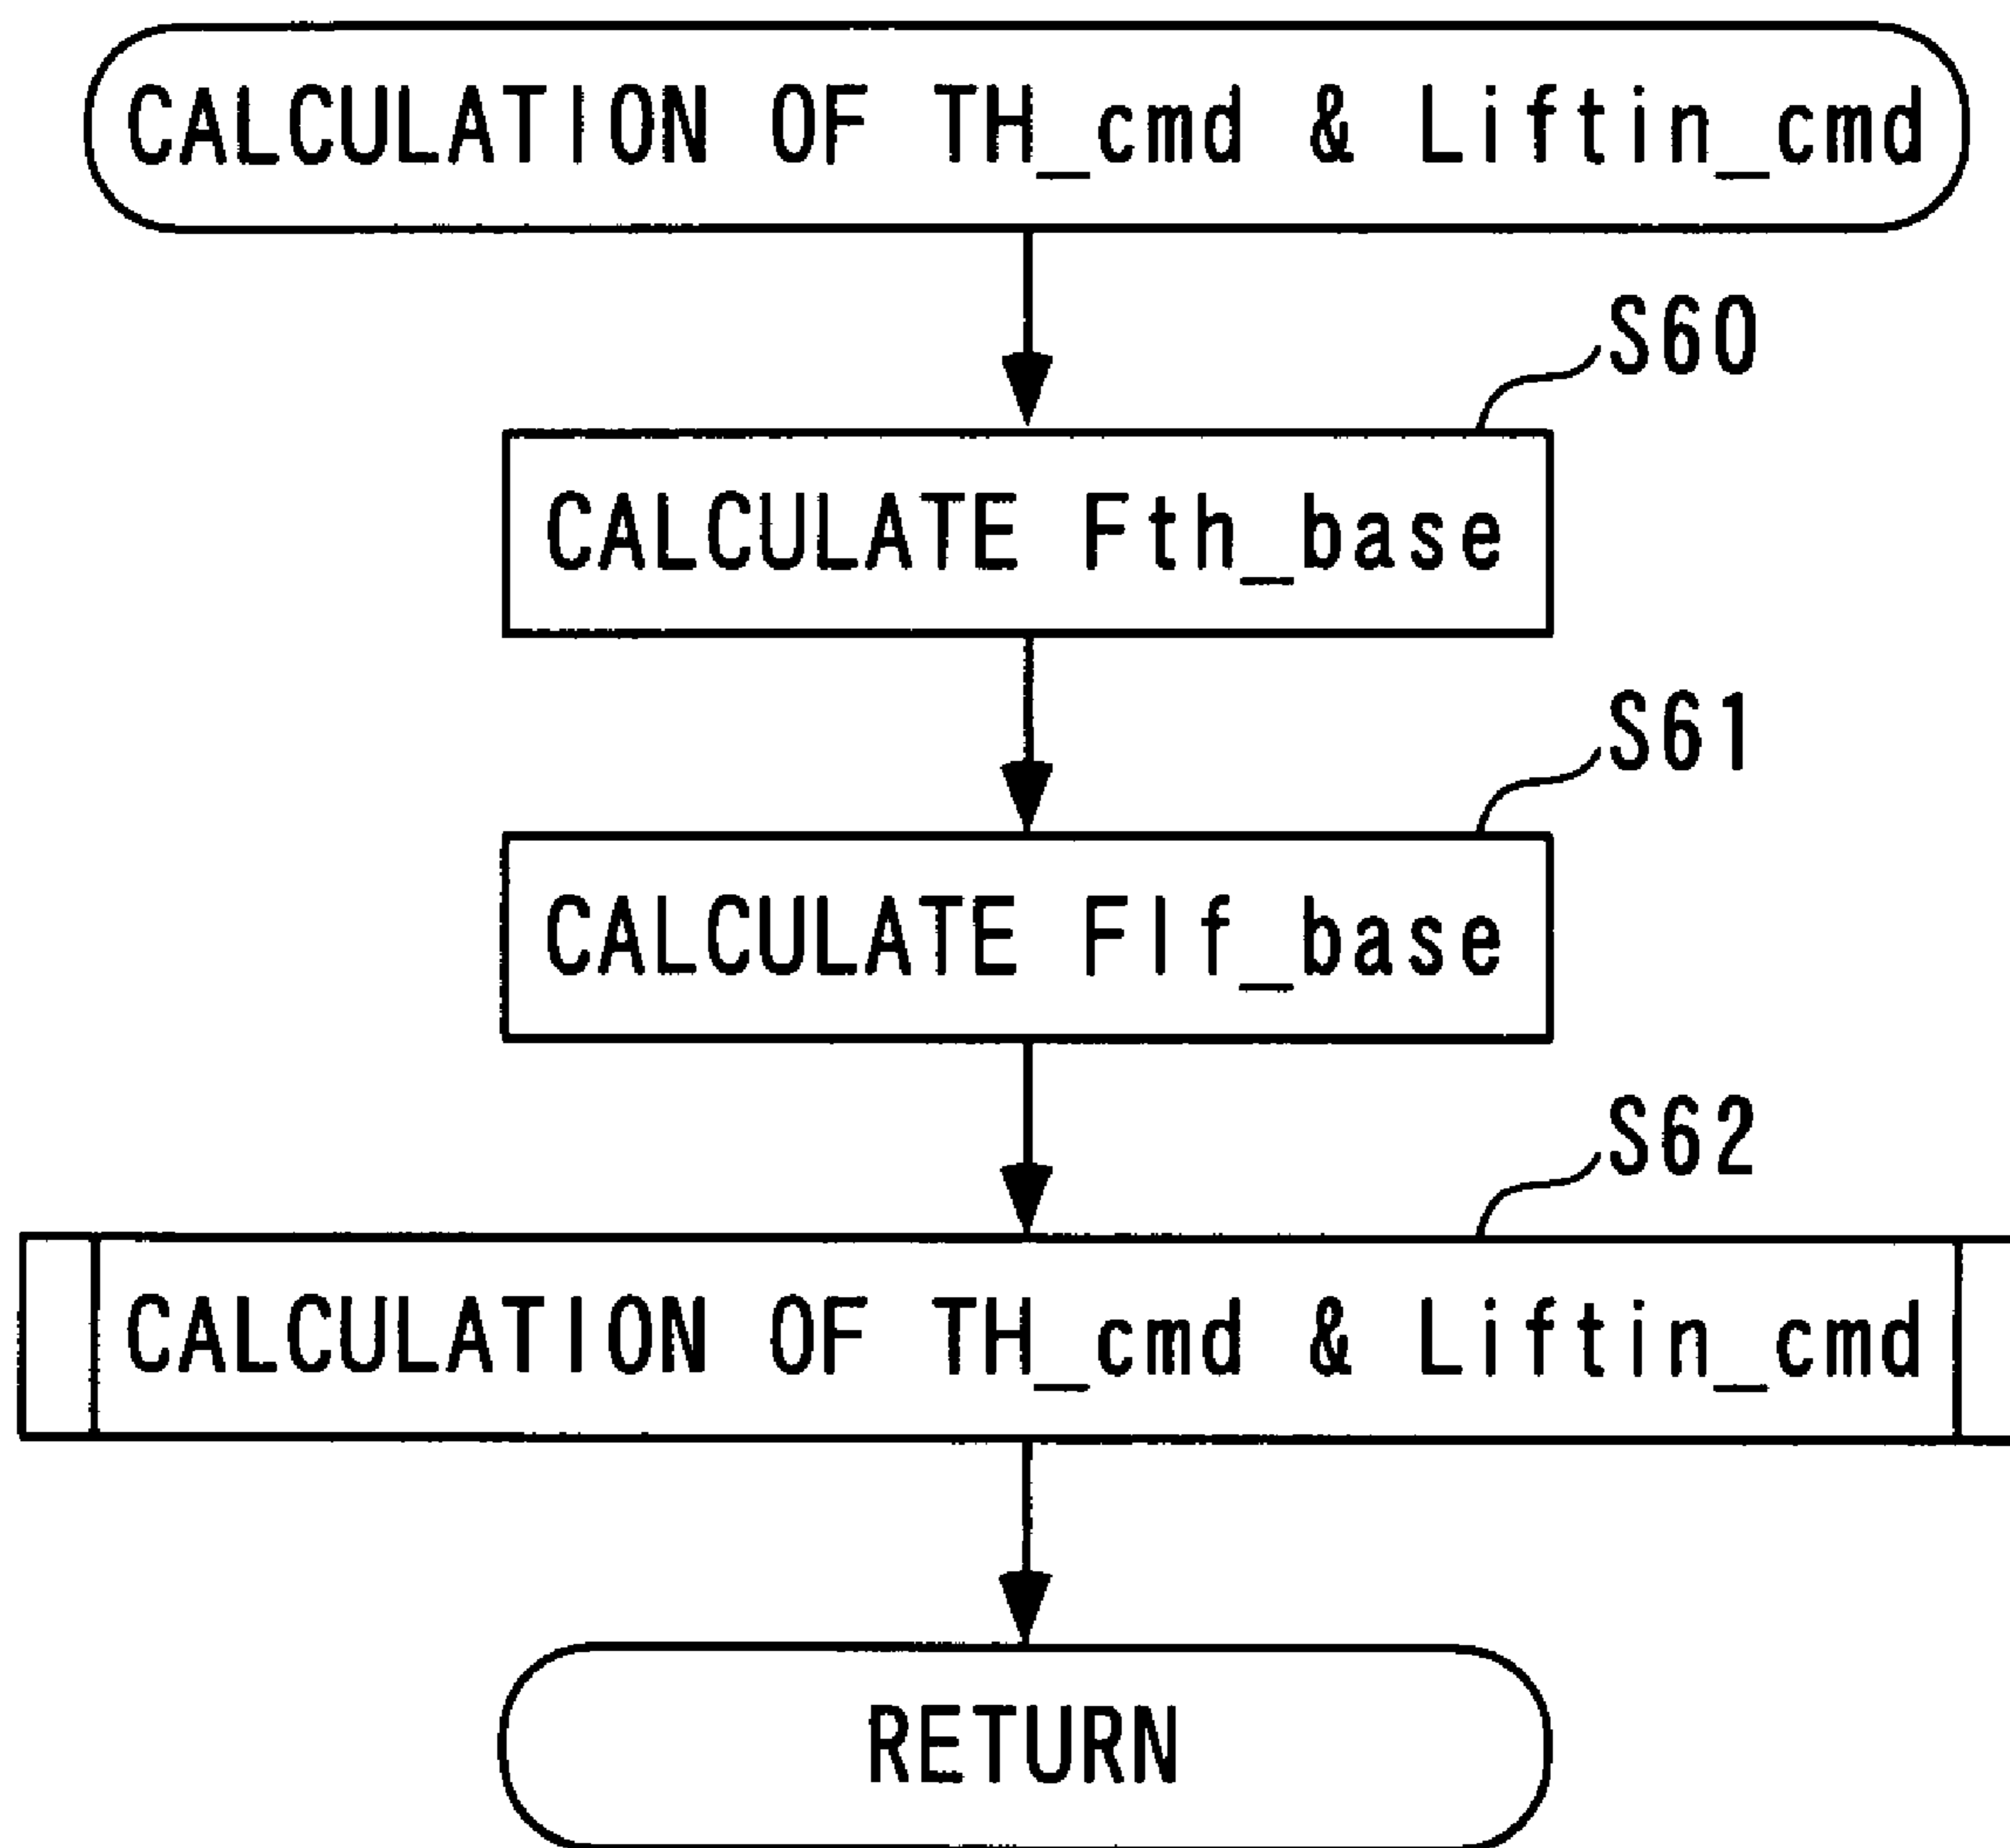 CALCULATION OF TH_cmd & Liftin_cmd
S60
CALCULATE Fth_base
S61
CALCULATE Flf_base
S62
CALCULATION OF TH_cmd & Liftin_cmd
RETURN